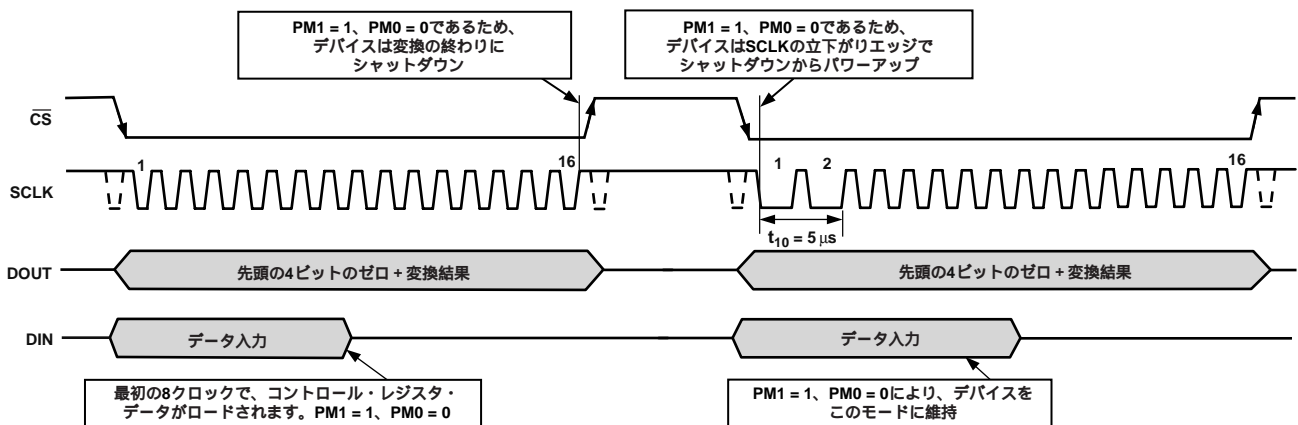 PM1 = 1、PM0 = 0であるため、
デバイスは変換の終わりに
シャットダウン
PM1 = 1、PM0 = 0であるため、
デバイスはSCLKの立下がりエッジで
シャットダウンからパワーアップ
CS
SCLK
1
16
1
2
16
t10 = 5 μs
DOUT
先頭の4ビットのゼロ + 変換結果
先頭の4ビットのゼロ + 変換結果
DIN
データ入力
データ入力
最初の8クロックで、コントロール・レジスタ・
データがロードされます。PM1 = 1、PM0 = 0
PM1 = 1、PM0 = 0により、デバイスを
このモードに維持